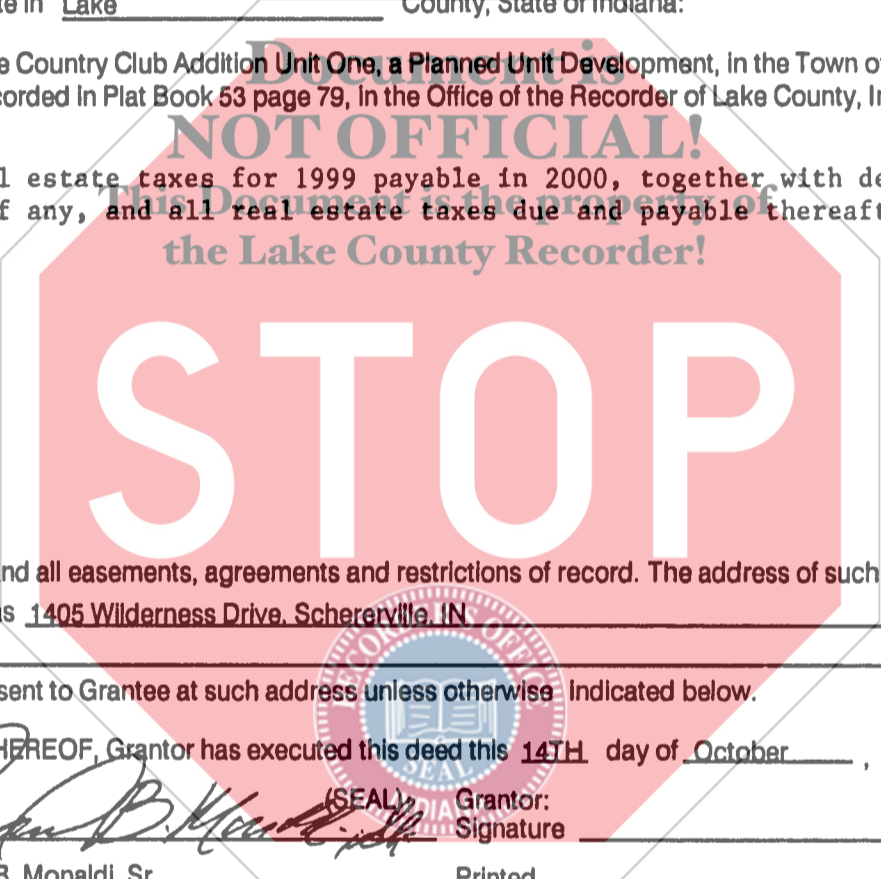 te in Lake County, State of Indiana:
Document is
e Country Club Addition Unit One, a Planned Unit Development, in the Town o
corded in Plat Book 53 page 79, in the Office of the Recorder of Lake County, I
NOT OFFICIAL!
l estate taxes for 1999 payable in 2000, together with de
This Document is the property of
f any, and all real estate taxes due and payable thereaft
the Lake County Recorder!
STOP
nd all easements, agreements and restrictions of record. The address of such
s 1405 Wilderness Drive, Schererville, IN
RECORDER'S OFFICE
SEAL
INDIANA
sent to Grantee at such address unless otherwise indicated below.
HEREOF, Grantor has executed this deed this 14TH day of October ,
(SEAL) Grantor:
Signature
B. Monaldi, Sr
Printed